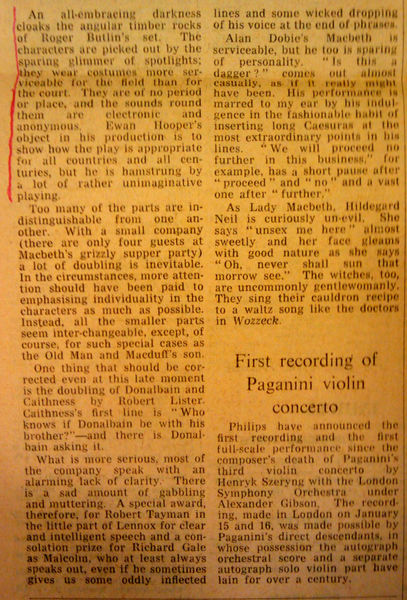 An all-embracing darkness
cloaks the angular timber rocks
of Roger Butlin's set. The
characters are picked out by the
sparing glimmer of spotlights;
they wear costumes more ser-
viceable for the field than for
the court. They are of no period
or place, and the sounds round
them are electronic and
anonymous. Ewan Hooper's
object in his production is to
show how the play is appropriate
for all countries and all cen-
turies, but he is hamstrung by
a lot of rather unimaginative
playing.
Too many of the parts are in-
distinguishable from one an-
other. With a small company
(there are only four guests at
Macbeth's grizzly supper party)
a lot of doubling is inevitable.
In the circumstances, more atten-
tion should have been paid to
emphasising individuality in the
characters as much as possible.
Instead, all the smaller parts
seem inter-changeable, except, of
course, for such special cases as
the Old Man and Macduff's son.
One thing that should be cor-
rected even at this late moment
is the doubling of Donalbain and
Caithness by Robert Lister.
Caithness's first line is "Who
knows if Donalbain be with his
brother?"—and there is Donal-
bain asking it.
What is more serious, most of
the company speak with an
alarming lack of clarity. There
is a sad amount of gabbling
and muttering. A special award,
therefore, for Robert Tayman in
the little part of Lennox for clear
and intelligent speech and a con-
solation prize for Richard Gale
as Malcolm, who at least always
speaks out, even if he sometimes
gives us some oddly inflected
lines and some wicked dropping
of his voice at the end of phrases.
Alan Dobie's Macbeth is
serviceable, but he too is sparing
of personality. "Is this a
dagger?" comes out almost
casually, as if it really might
have been. His performance is
marred to my ear by his indul-
gence in the fashionable habit of
inserting long Caesuras at the
most extraordinary points in his
lines. "We will proceed no
further in this business," for
example, has a short pause after
"proceed" and "no" and a vast
one after "further."
As Lady Macbeth, Hildegard
Neil is curiously un-evil. She
says "unsex me here" almost
sweetly and her face gleams
with good nature as she says
"Oh, never shall sun that
morrow see." The witches, too,
are uncommonly gentlewomanly.
They sing their cauldron recipe
to a waltz song like the doctors
in Wozzeck.
First recording of
Paganini violin
concerto
Philips have announced the
first recording and the first
full-scale performance since the
composer's death of Paganini's
third violin concerto by
Henryk Szeryng with the London
Symphony Orchestra under
Alexander Gibson. The record-
ing, made in London on January
15 and 16, was made possible by
Paganini's direct descendants, in
whose possession the autograph
orchestral score and a separate
autograph solo violin part have
lain for over a century.